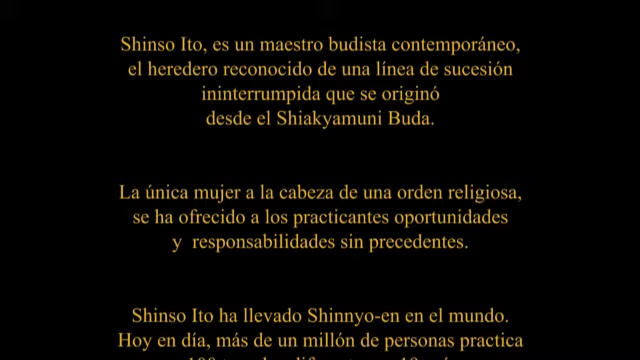 Shinso Ito, es un maestro budista contemporáneo,
el heredero reconocido de una línea de sucesión
ininterrumpida que se originó
desde el Shiakyamuni Buda.
La única mujer a la cabeza de una orden religiosa,
se ha ofrecido a los practicantes oportunidades
y responsabilidades sin precedentes.
Shinso Ito ha llevado Shinnyo-en en el mundo.
Hoy en día, más de un millón de personas practica